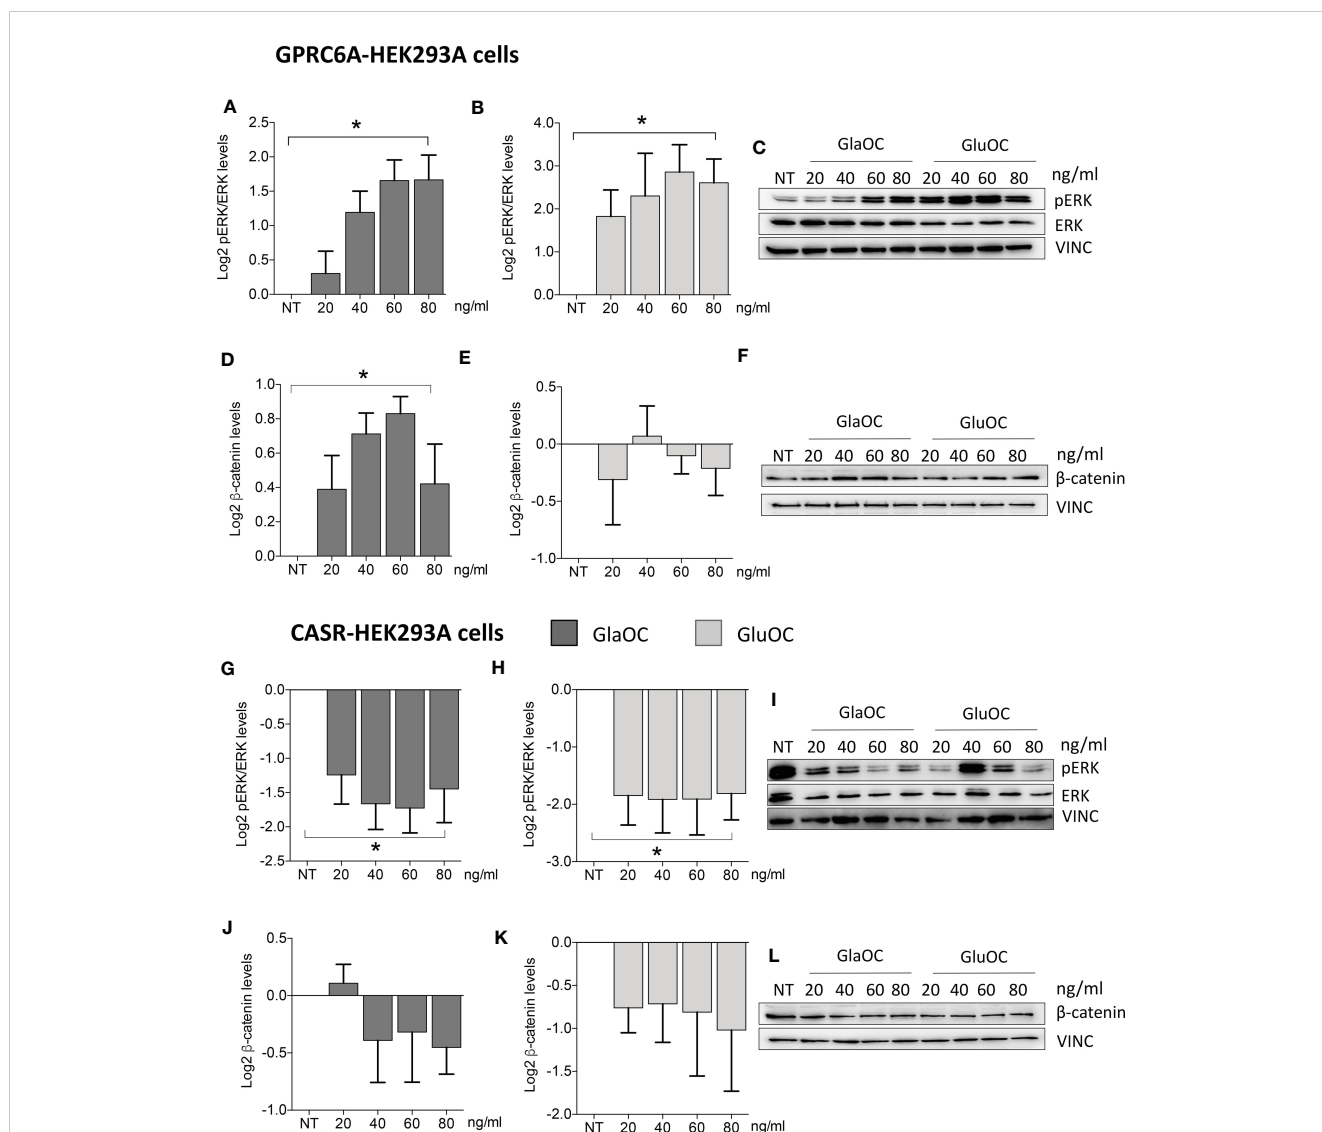 GPRC6A-HEK293A cells
A
Log2 pERK/ERK levels
2.5
2.0
1.5
1.0
0.5
0.0
*
NT 20 40 60 80 ng/ml
B
Log2 pERK/ERK levels
4.0
3.0
2.0
1.0
0.0
*
NT 20 40 60 80 ng/ml
C
GlaOC GluOC
NT 20 40 60 80 20 40 60 80 ng/ml
pERK
ERK
VINC
D
Log2 β-catenin levels
1.0
0.8
0.6
0.4
0.2
0.0
*
NT 20 40 60 80 ng/ml
E
Log2 β-catenin levels
0.5
0.0
-0.5
-1.0
NT 20 40 60 80 ng/ml
F
GlaOC GluOC
NT 20 40 60 80 20 40 60 80 ng/ml
β-catenin
VINC
CASR-HEK293A cells GlaOC GluOC
G
Log2 pERK/ERK levels
0.0
-0.5
-1.0
-1.5
-2.0
-2.5
*
NT 20 40 60 80 ng/ml
H
Log2 pERK/ERK levels
0.0
-1.0
-2.0
-3.0
*
NT 20 40 60 80 ng/ml
I
GlaOC GluOC
NT 20 40 60 80 20 40 60 80 ng/ml
pERK
ERK
VINC
J
Log2 β-catenin levels
0.5
0.0
-0.5
-1.0
NT 20 40 60 80 ng/ml
K
Log2 β-catenin levels
0.0
-0.5
-1.0
-1.5
-2.0
NT 20 40 60 80 ng/ml
L
GlaOC GluOC
NT 20 40 60 80 20 40 60 80 ng/ml
β-catenin
VINC